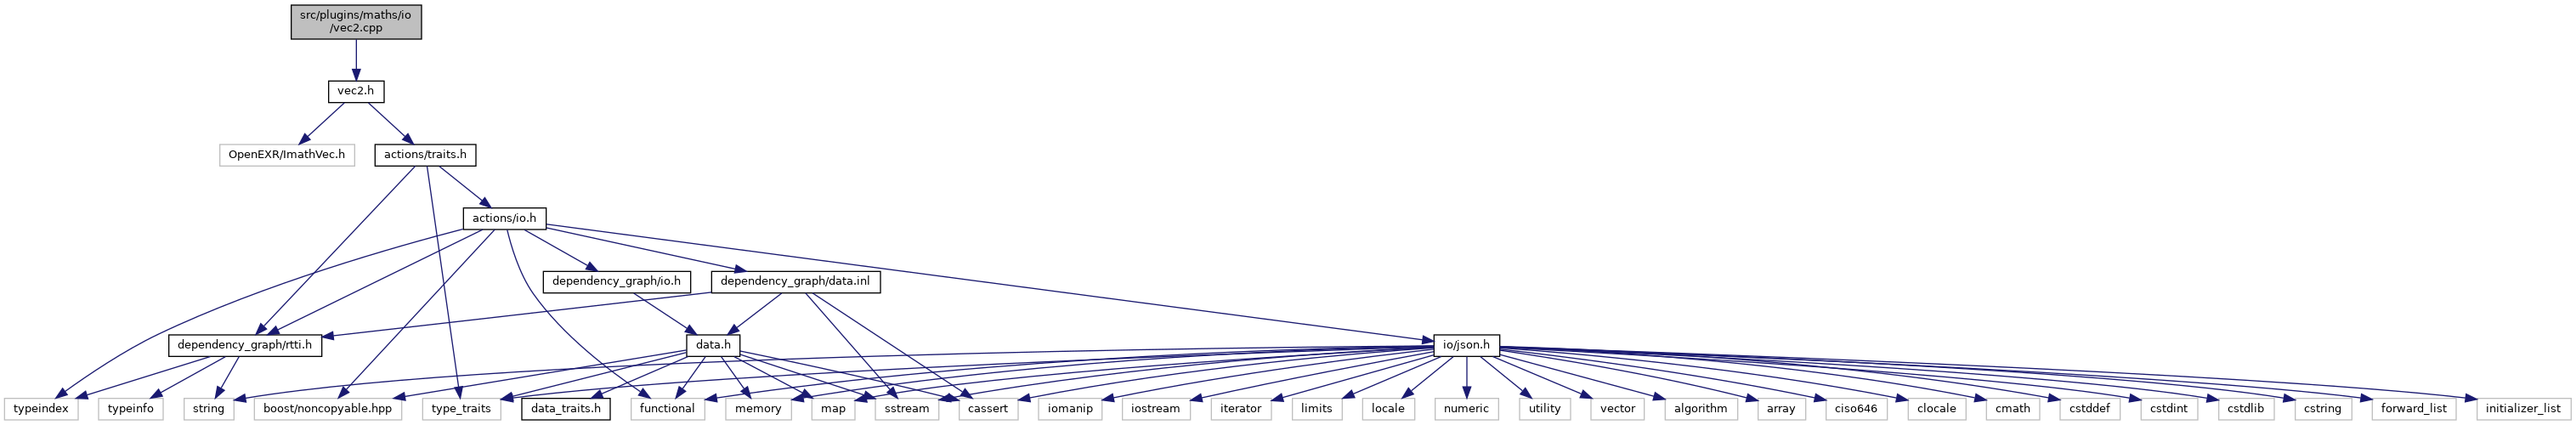 src/plugins/maths/io
/vec2.cpp
vec2.h
OpenEXR/ImathVec.h
actions/traits.h
actions/io.h
dependency_graph/io.h
dependency_graph/data.inl
dependency_graph/rtti.h
data.h
io/json.h
typeindex
typeinfo
string
boost/noncopyable.hpp
type_traits
data_traits.h
functional
memory
map
sstream
cassert
iomanip
iostream
iterator
limits
locale
numeric
utility
vector
algorithm
array
ciso646
clocale
cmath
cstddef
cstdint
cstdlib
cstring
forward_list
initializer_list